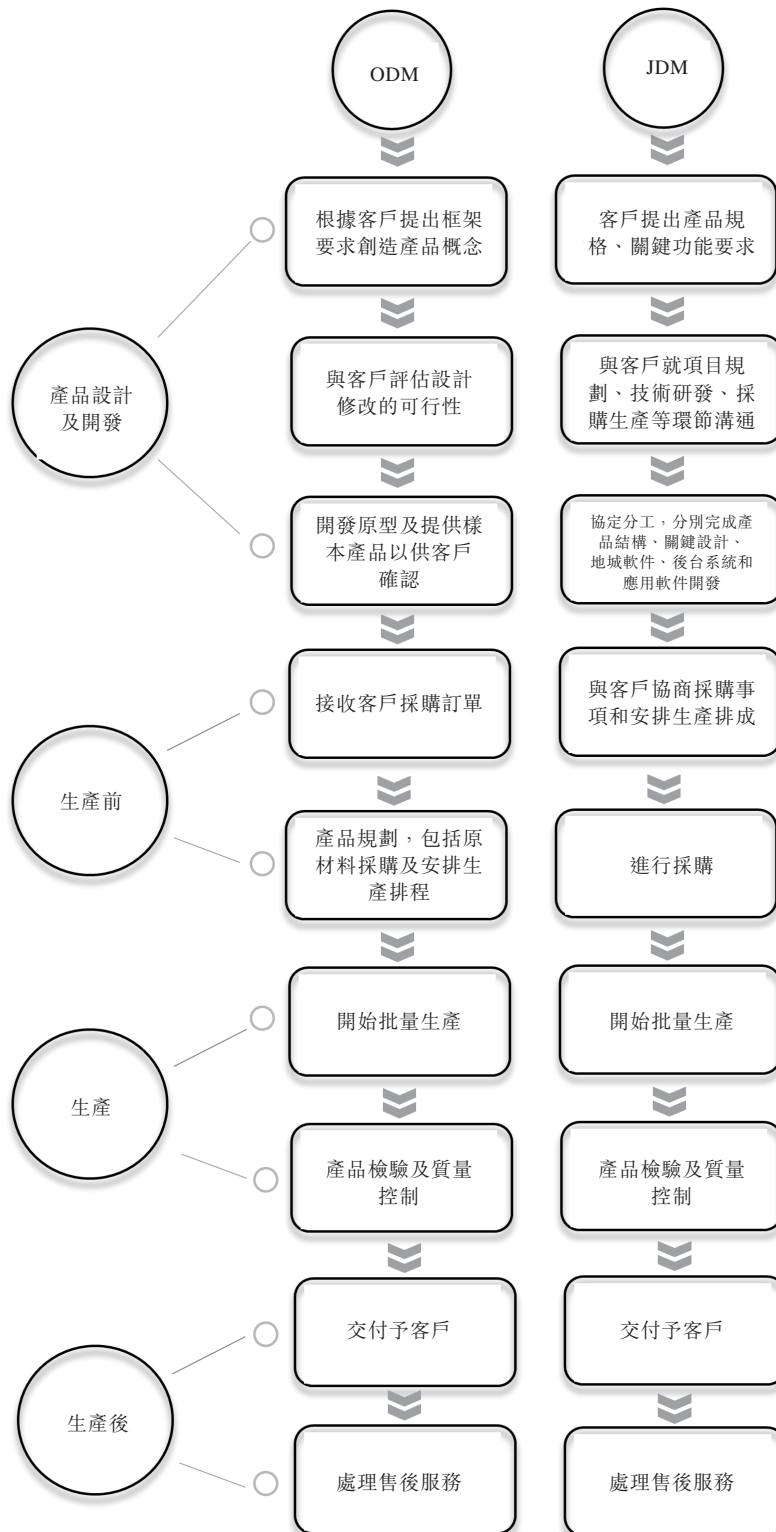 ODM
JDM
根據客戶提出框架
要求創造產品概念
客戶提出產品規
格、關鍵功能要求
產品設計
及開發
與客戶評估設計
修改的可行性
與客戶就項目規
劃、技術研發、採
購生產等環節溝通
開發原型及提供樣
本產品以供客戶
確認
協定分工，分別完成產
品結構、關鍵設計、
地城軟件、後台系統和
應用軟件開發
生產前
接收客戶採購訂單
與客戶協商採購事
項和安排生產排成
產品規劃，包括原
材料採購及安排生
產排程
進行採購
生產
開始批量生產
開始批量生產
產品檢驗及質量
控制
產品檢驗及質量
控制
生產後
交付予客戶
交付予客戶
處理售後服務
處理售後服務